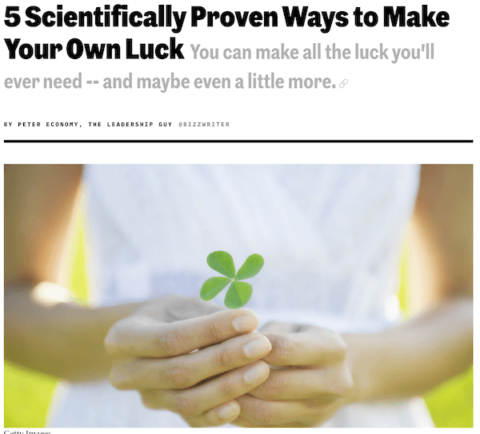 5 Scientifically Proven Ways to Make
Your Own Luck You can make all the luck you'll
ever need -- and maybe even a little more.
BY PETER ECONOMY, THE LEADERSHIP GUY @BIZZWRITER
Getty Images